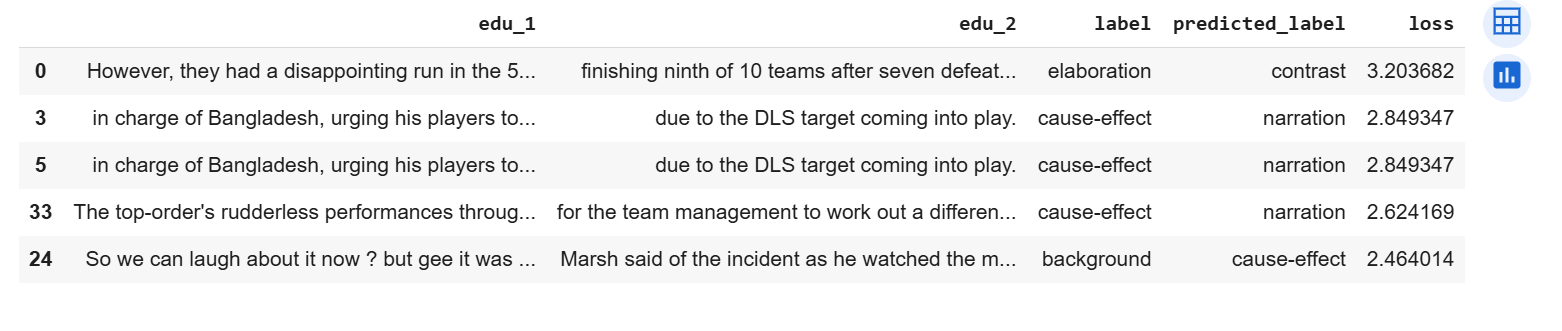 edu_1 edu_2 label predicted_label loss
0 However, they had a disappointing run in the 5... finishing ninth of 10 teams after seven defeat... elaboration contrast 3.203682
3 in charge of Bangladesh, urging his players to... due to the DLS target coming into play. cause-effect narration 2.849347
5 in charge of Bangladesh, urging his players to... due to the DLS target coming into play. cause-effect narration 2.849347
33 The top-order's rudderless performances throug... for the team management to work out a differen... cause-effect narration 2.624169
24 So we can laugh about it now ? but gee it was ... Marsh said of the incident as he watched the m... background cause-effect 2.464014